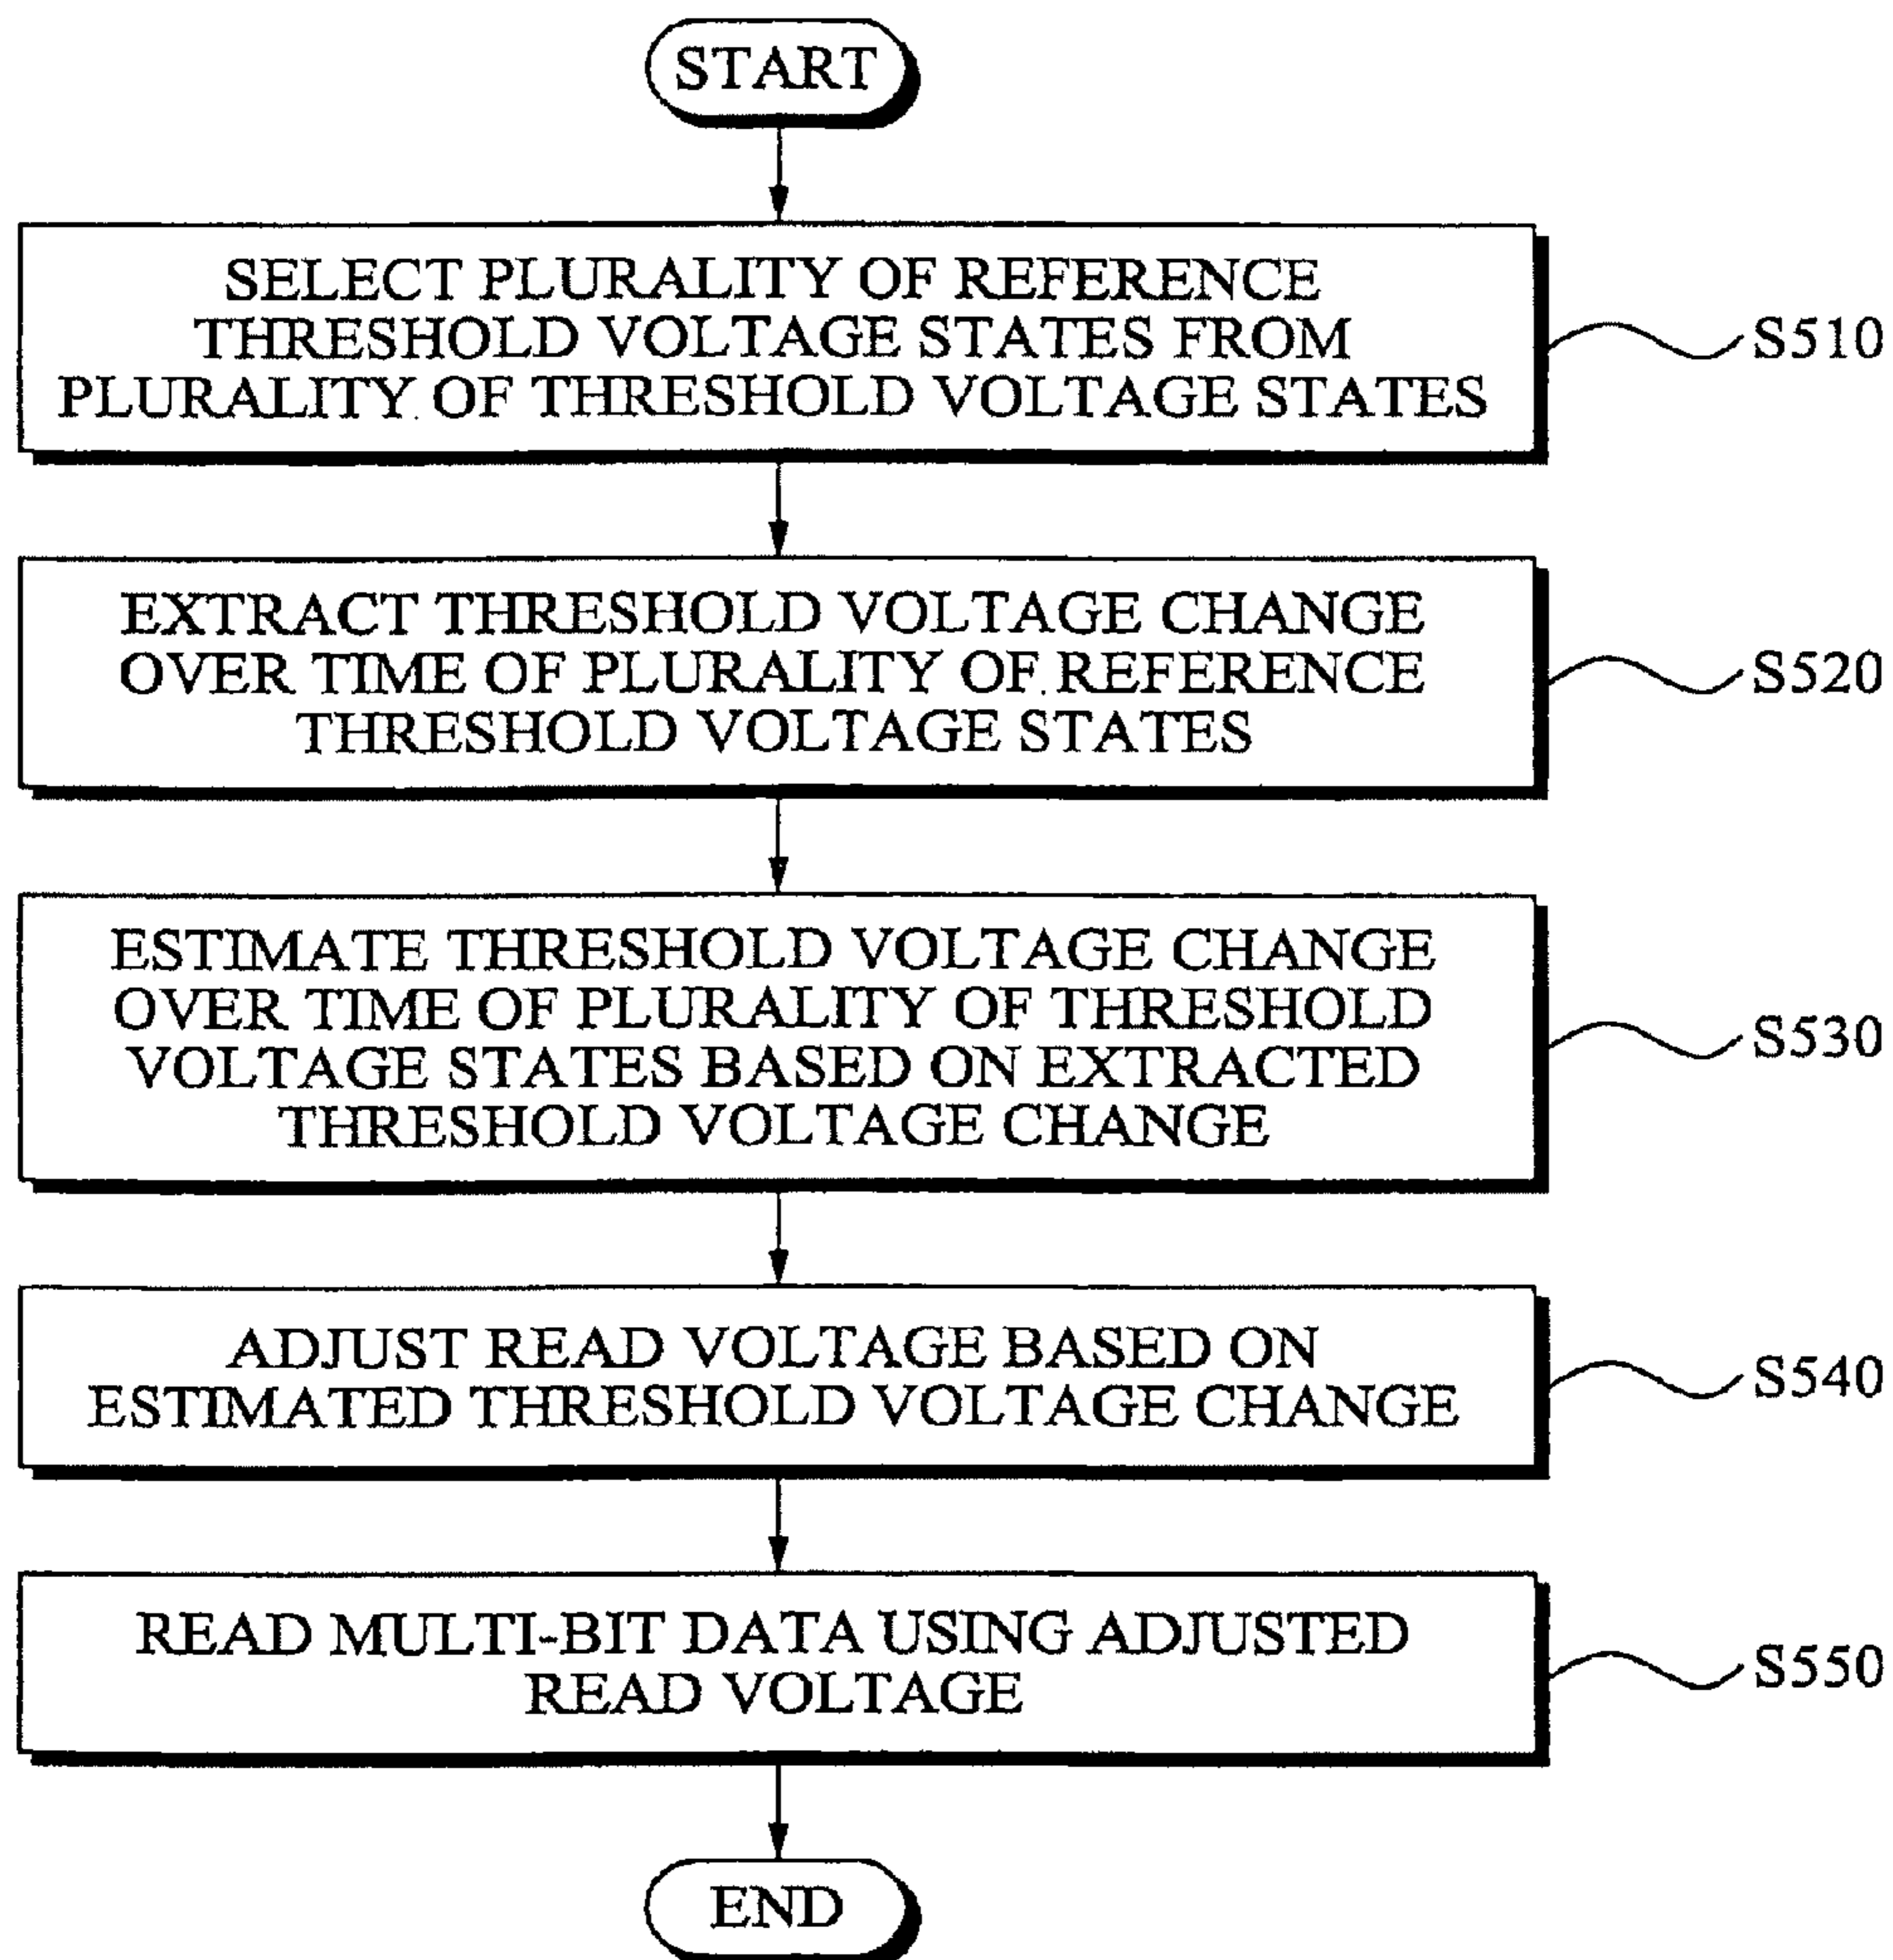 START
SELECT PLURALITY OF REFERENCE
THRESHOLD VOLTAGE STATES FROM
PLURALITY OF THRESHOLD VOLTAGE STATES
S510
EXTRACT THRESHOLD VOLTAGE CHANGE
OVER TIME OF PLURALITY OF REFERENCE
THRESHOLD VOLTAGE STATES
S520
ESTIMATE THRESHOLD VOLTAGE CHANGE
OVER TIME OF PLURALITY OF THRESHOLD
VOLTAGE STATES BASED ON EXTRACTED
THRESHOLD VOLTAGE CHANGE
S530
ADJUST READ VOLTAGE BASED ON
ESTIMATED THRESHOLD VOLTAGE CHANGE
S540
READ MULTI-BIT DATA USING ADJUSTED
READ VOLTAGE
S550
END